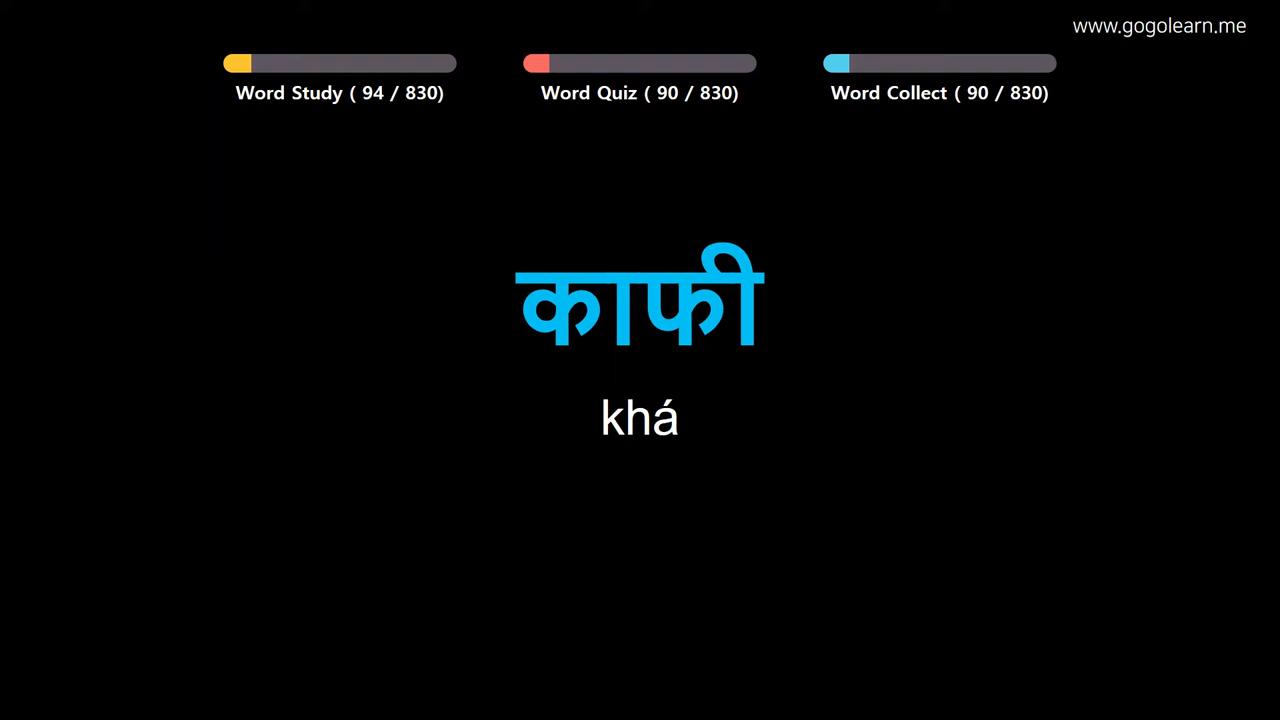 www.gogolearn.me
Word Study ( 94 / 830)
Word Quiz ( 90 / 830)
Word Collect ( 90 / 830)
काफी
khá